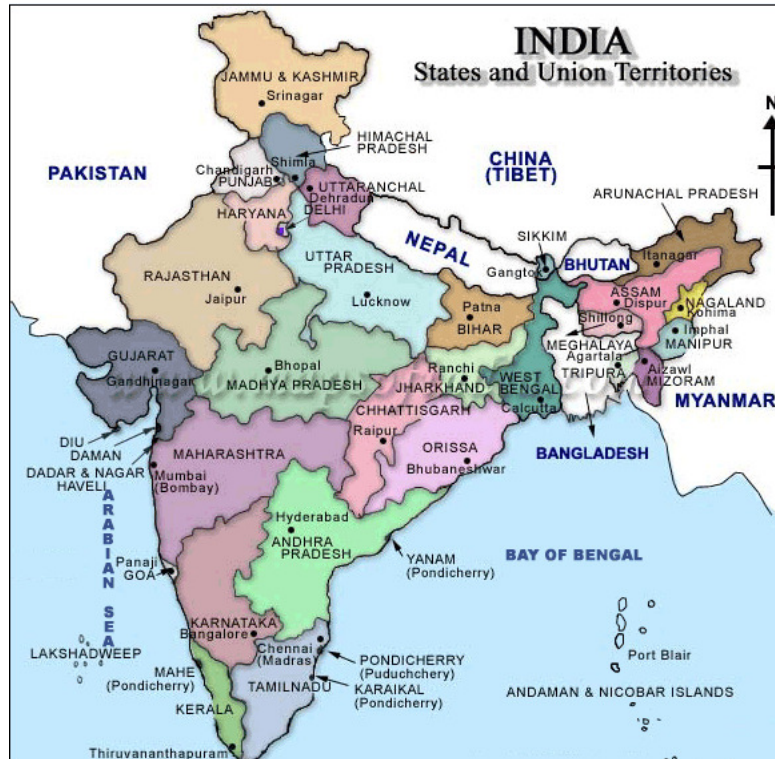 INDIA
States and Union Territories
N
JAMMU & KASHMIR
Srinagar
HIMACHAL
PRADESH
PAKISTAN
Chandigarh
Shimla
PUNJAB
CHINA
(TIBET)
UTTARANCHAL
Dehradun
HARYANA
DELHI
ARUNACHAL PRADESH
NEPAL
SIKKIM
Gangto
BHUTAN
Itanagar
UTTAR
PRADESH
Lucknow
RAJASTHAN
Jaipur
ASSAM
Dispur
NAGALAND
Kohima
Shillong
MEGHALAYA
Imphal
MANIPUR
Patna
BIHAR
Agartala
TRIPURA
Aizawl
MIZORAM
GUJARAT
Gandhinagar
Bhopal
MADHYA PRADESH
Ranchi
JHARKHAND
WEST
BENGAL
Calcutta
MYANMAR
CHHATTISGARH
Raipur
DIU
DAMAN
DADAR & NAGAR
HAVELI
MAHARASHTRA
Mumbai
(Bombay)
ORISSA
Bhubaneshwar
BANGLADESH
ARABIAN SEA
Hyderabad
ANDHRA
PRADESH
YANAM
(Pondicherry)
BAY OF BENGAL
Panaji
GOA
KARNATAKA
Bangalore
LAKSHADWEEP
Chennai
(Madras)
PONDICHERRY
(Puduchery)
Port Blair
MAHE
(Pondicherry)
TAMILNADU
KARAIKAL
(Pondicherry)
ANDAMAN & NICOBAR ISLANDS
KERALA
Thiruvananthapuram